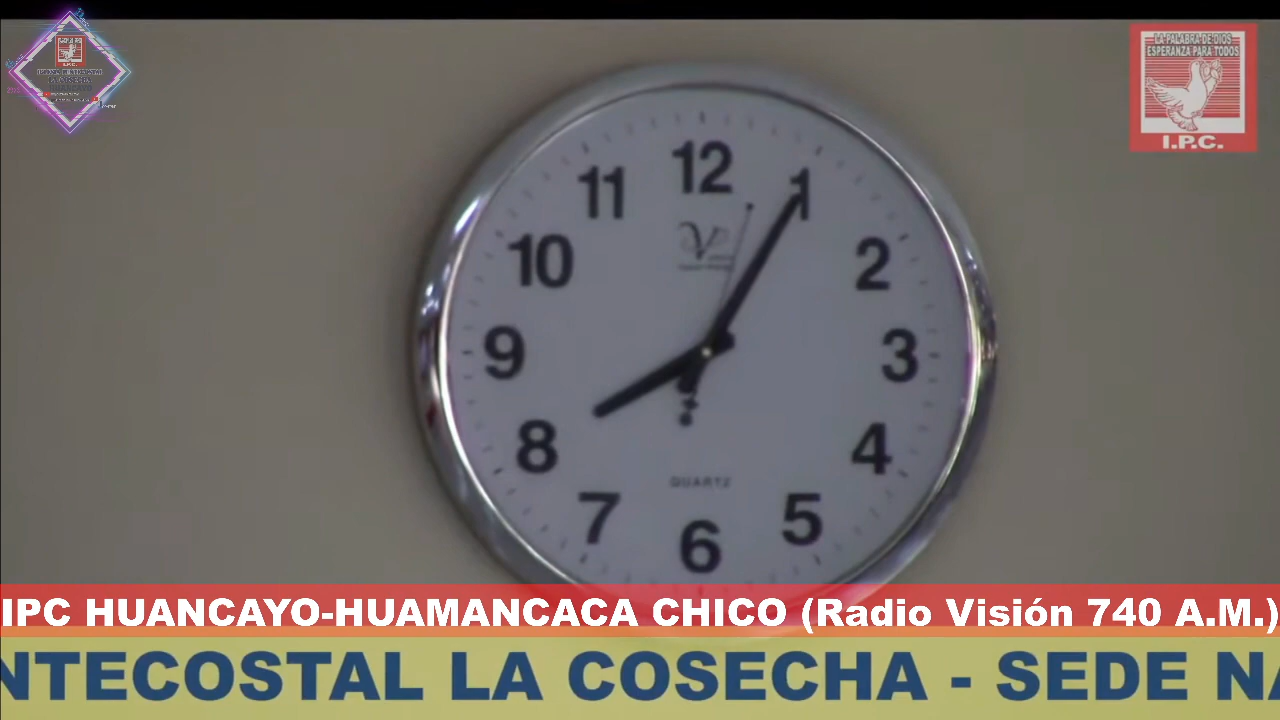 I.P.C.
LA PALABRA DE DIOS
ESPERANZA PARA TODOS
I.P.C.
12
11
1
10
2
9
3
8
4
QUARTZ
7
5
6
IPC HUANCAYO-HUAMANCACA CHICO (Radio Visión 740 A.M.)
NTECOSTAL LA COSECHA - SEDE NA